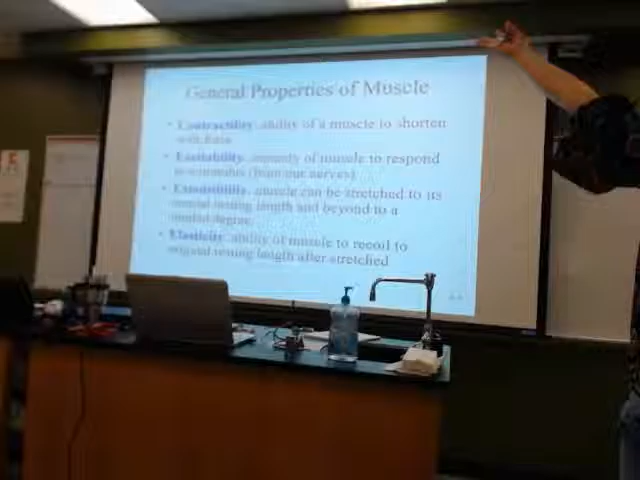 General Properties of Muscle
• Contractility: ability of a muscle to shorten
with force
• Excitability: capacity of muscle to respond
to a stimulus (from our nerves)
• Extensibility: muscle can be stretched to its
normal resting length and beyond to a
limited degree
• Elasticity: ability of muscle to recoil to
original resting length after stretched